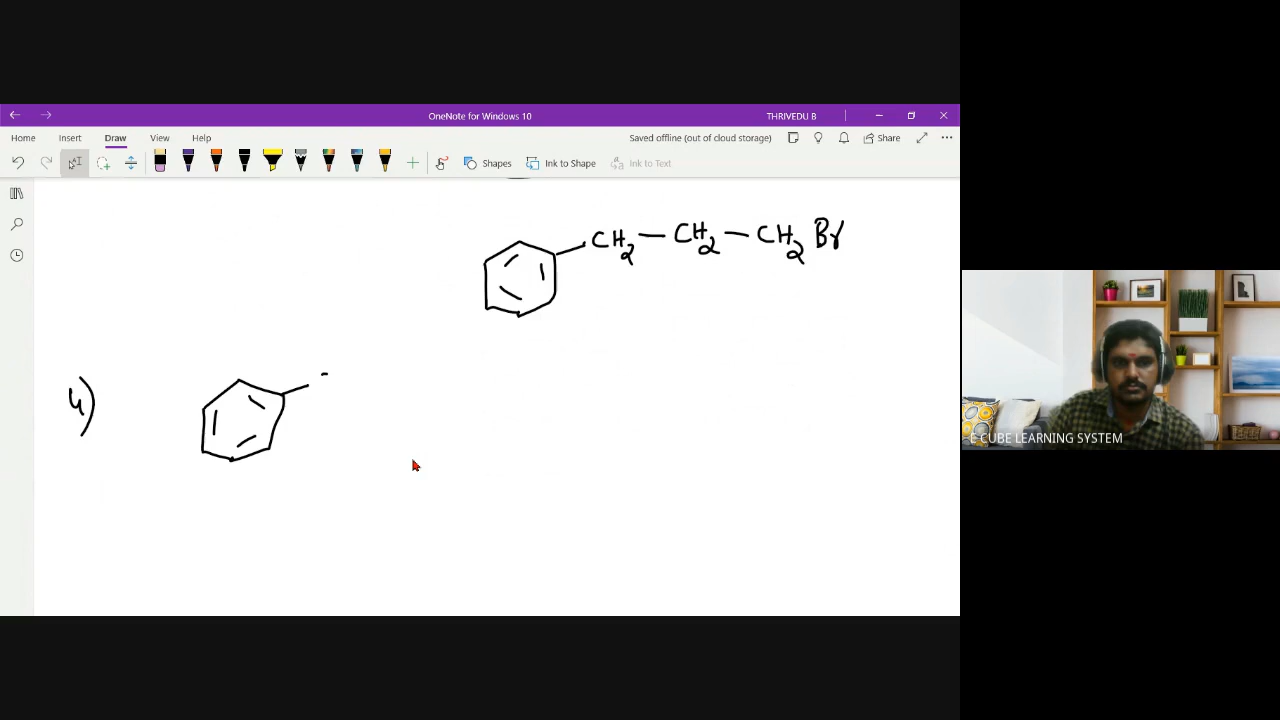 OneNote for Windows 10
THRIVEDU B
Home Insert Draw View Help
Saved offline (out of cloud storage)
Share
Shapes
Ink to Shape
Ink to Text
CH2 — CH2 — CH2 Br
4)
E CUBE LEARNING SYSTEM